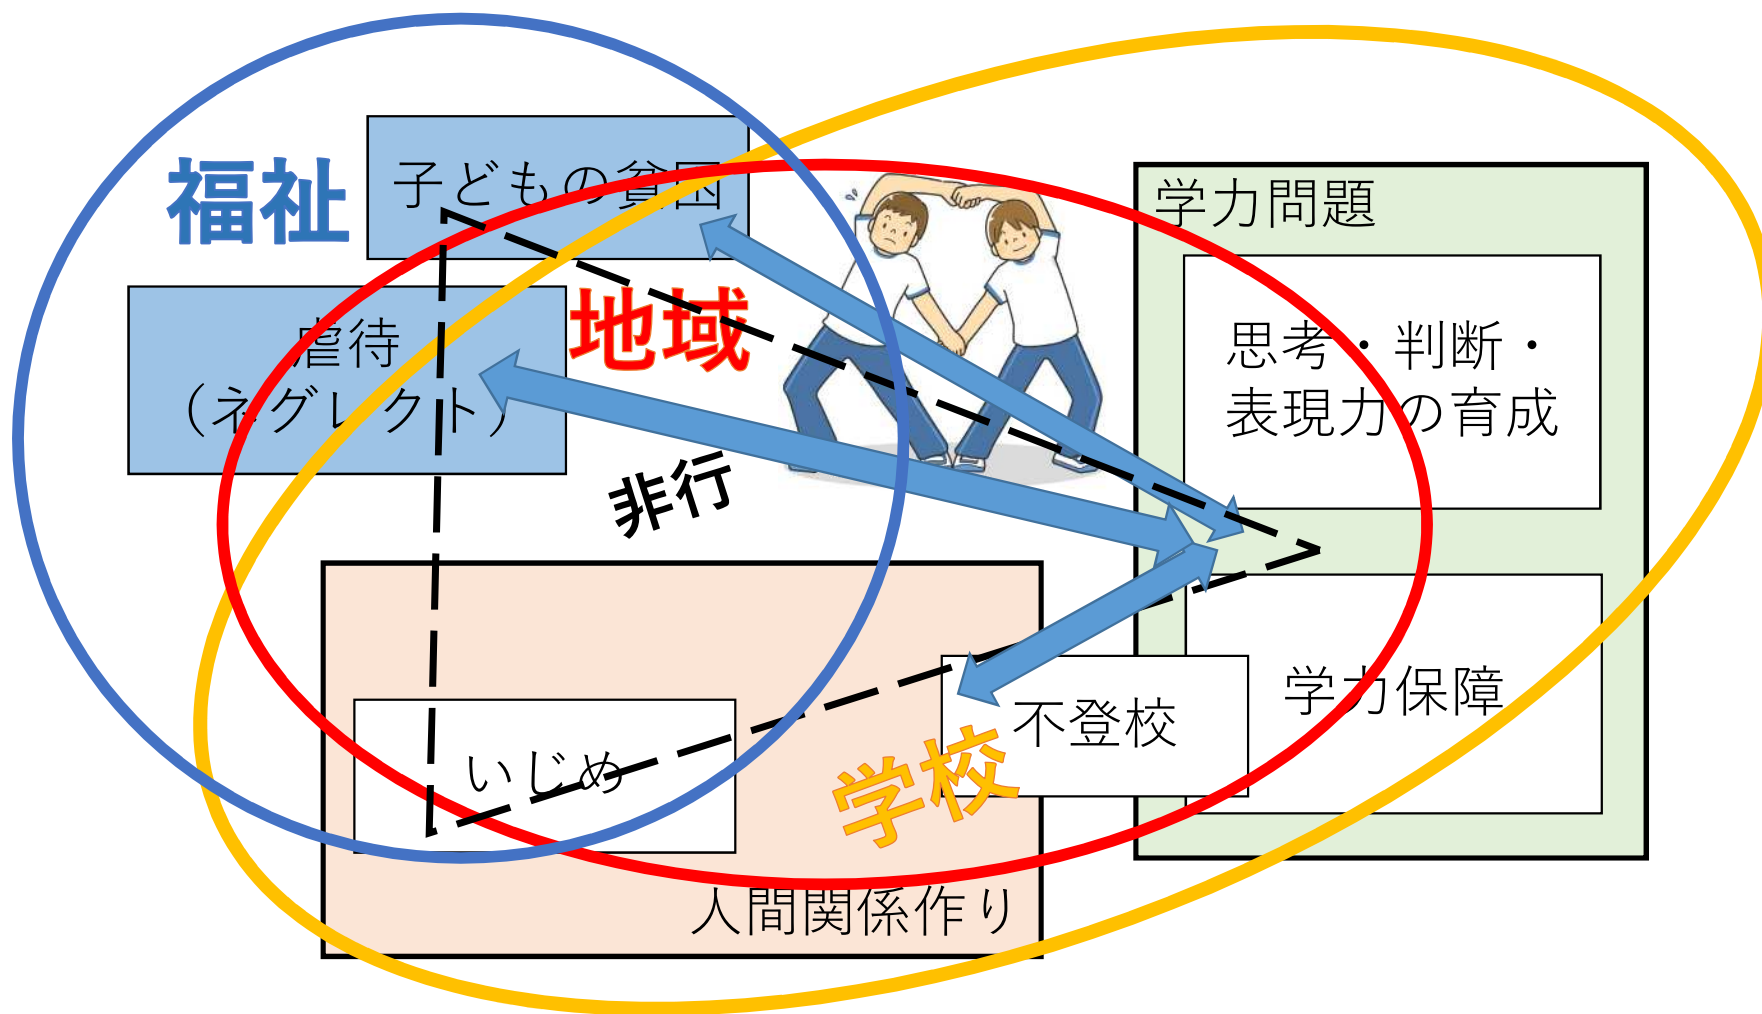 福祉
子どもの貧困
虐待
（ネグレクト）
地域
非行
学力問題
思考・判断・
表現力の育成
学力保障
不登校
学校
いじめ
人間関係作り